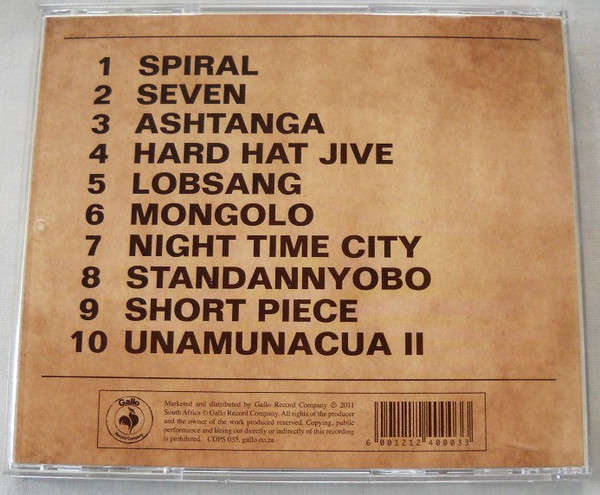 1 SPIRAL
2 SEVEN
3 ASHTANGA
4 HARD HAT JIVE
5 LOBSANG
6 MONGOLO
7 NIGHT TIME CITY
8 STANDANNYOBO
9 SHORT PIECE
10 UNAMUNACUA II
Gallo
Record Company
Marketed and distributed by Gallo Record Company © 2011
South Africa © Gallo Record Company. All rights of the producer
and the owner of the work produced reserved. Copying, public
performance and hiring out directly or indirectly of this recording
is prohibited. CDPS 035. gallo.co.za
6 001212 400033